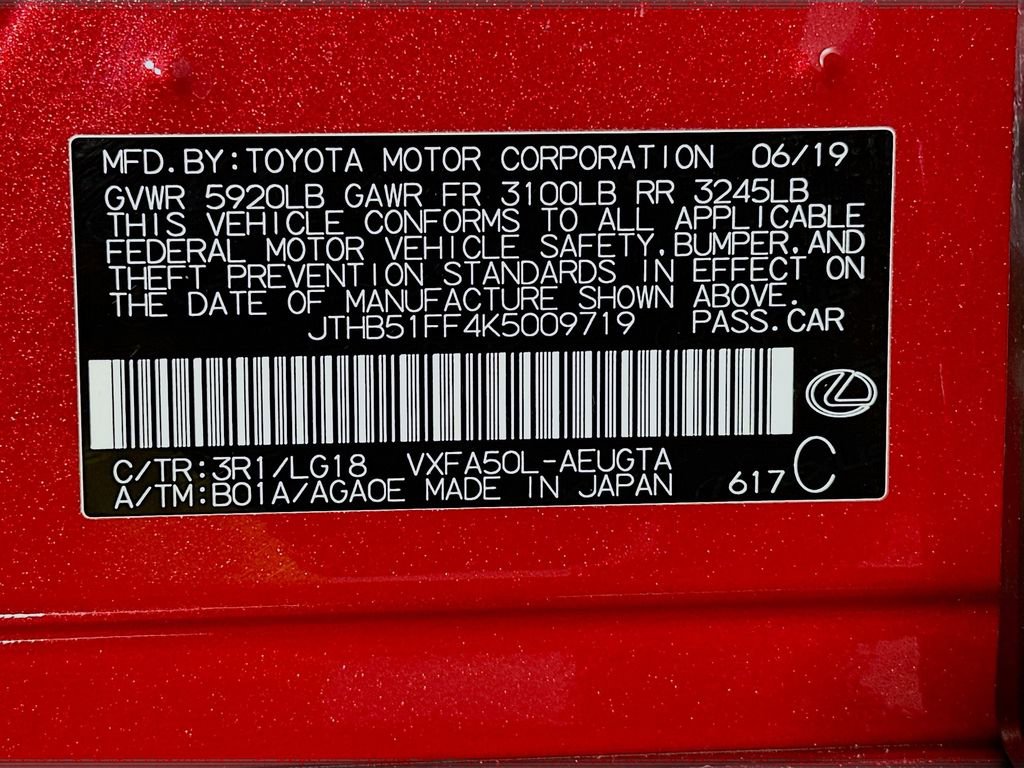 MFD.BY:TOYOTA MOTOR CORPORATION 06/19
GVWR 5920LB GAWR FR 3100LB RR 3245LB
THIS VEHICLE CONFORMS TO ALL APPLICABLE
FEDERAL MOTOR VEHICLE SAFETY,BUMPER,AND
THEFT PREVENTION STANDARDS IN EFFECT ON
THE DATE OF MANUFACTURE SHOWN ABOVE.
JTHB51FF4K5009719 PASS.CAR
C/TR:3R1/LG18 VXFA50L-AEUGTA
A/TM:B01A/AGA0E MADE IN JAPAN 617 C